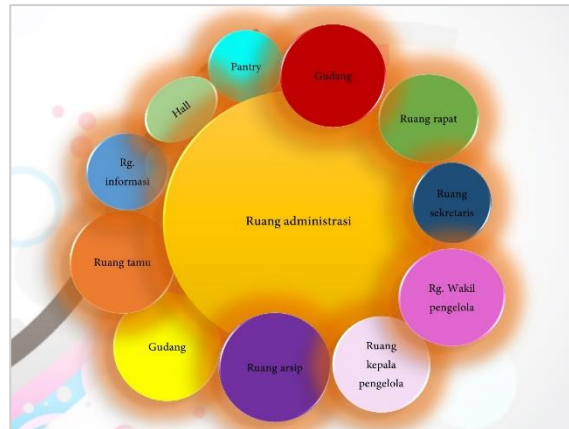 Pantry
Gudang
Hall
Ruang rapat
Rg.
informasi
Ruang
sekretaris
Ruang administrasi
Ruang tamu
Rg. Wakil
pengelola
Gudang
Ruang arsip
Ruang
kepala
pengelola